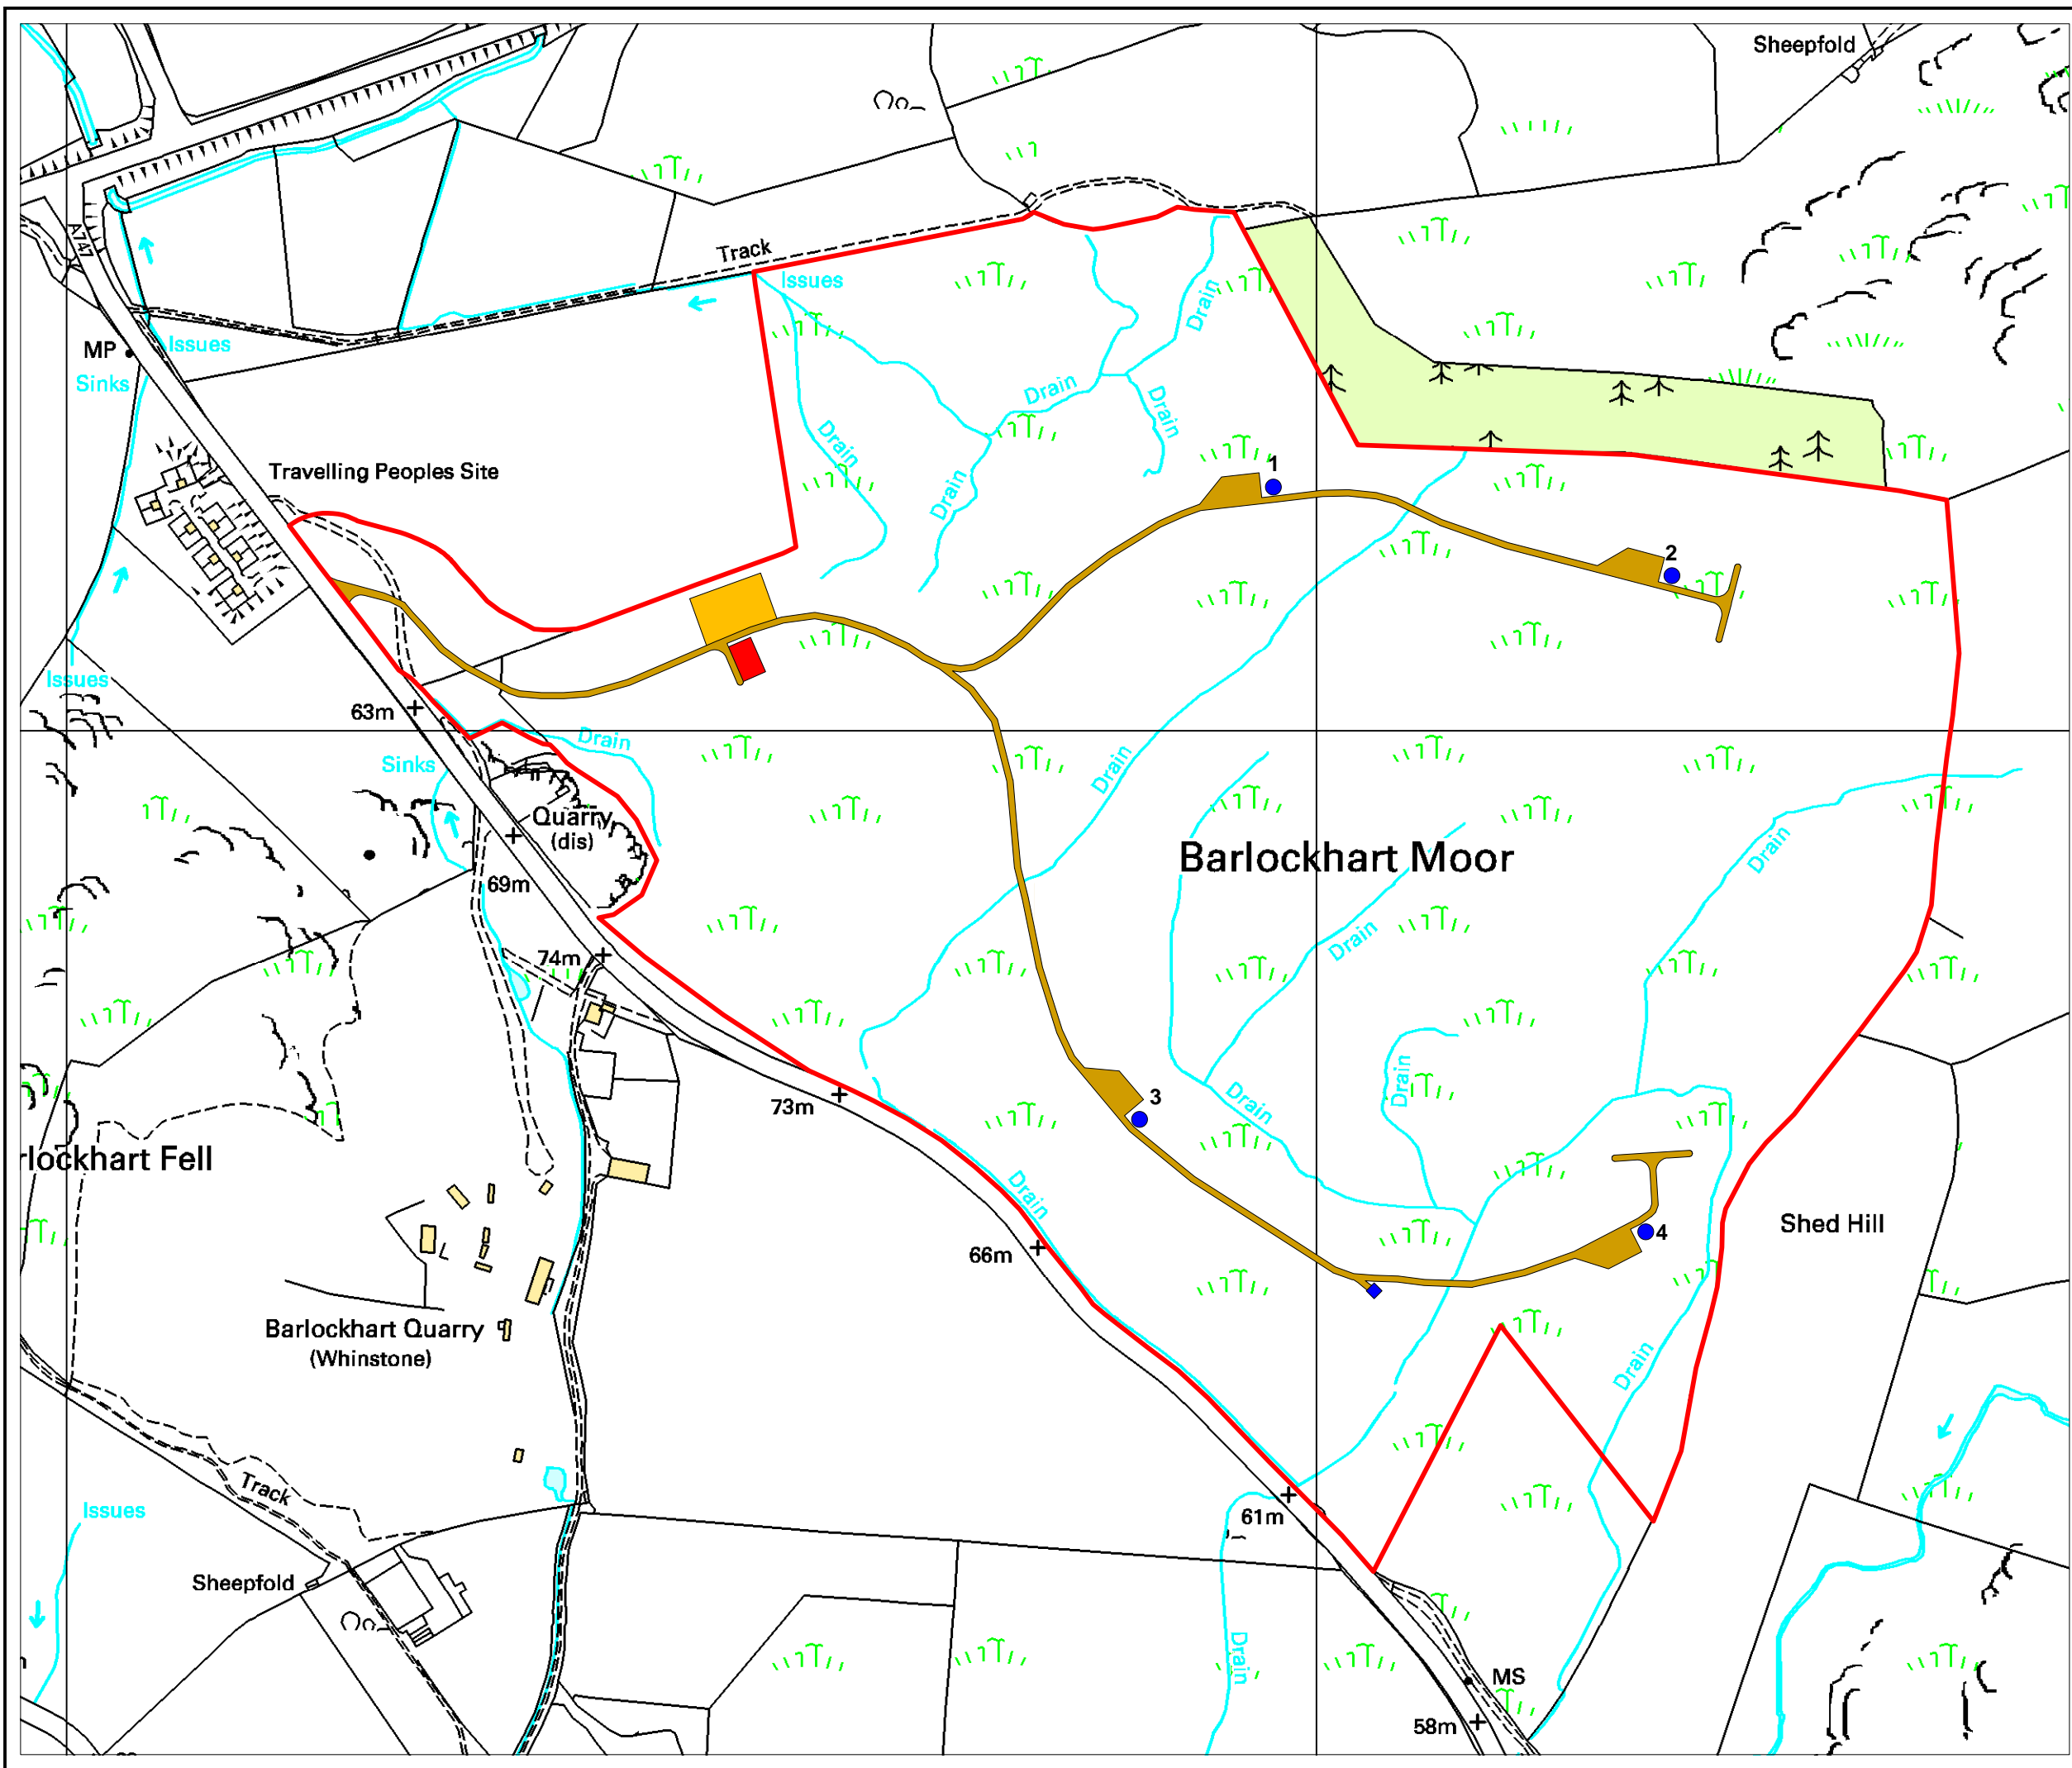 Sheepfold
A747
Track
Issues
Drain
Issues
MP
Sinks
Drain
Drain
Drain
Drain
1
Travelling Peoples Site
2
Issues
63m
Drain
Sinks
Drain
Quarry
(dis)
Barlockhart Moor
Drain
69m
Drain
74m
Drain
73m
3
Drain
rlockhart Fell
Drain
66m
4
Shed Hill
Barlockhart Quarry
(Whinstone)
Drain
Track
Issues
61m
Sheepfold
Drain
MS
58m